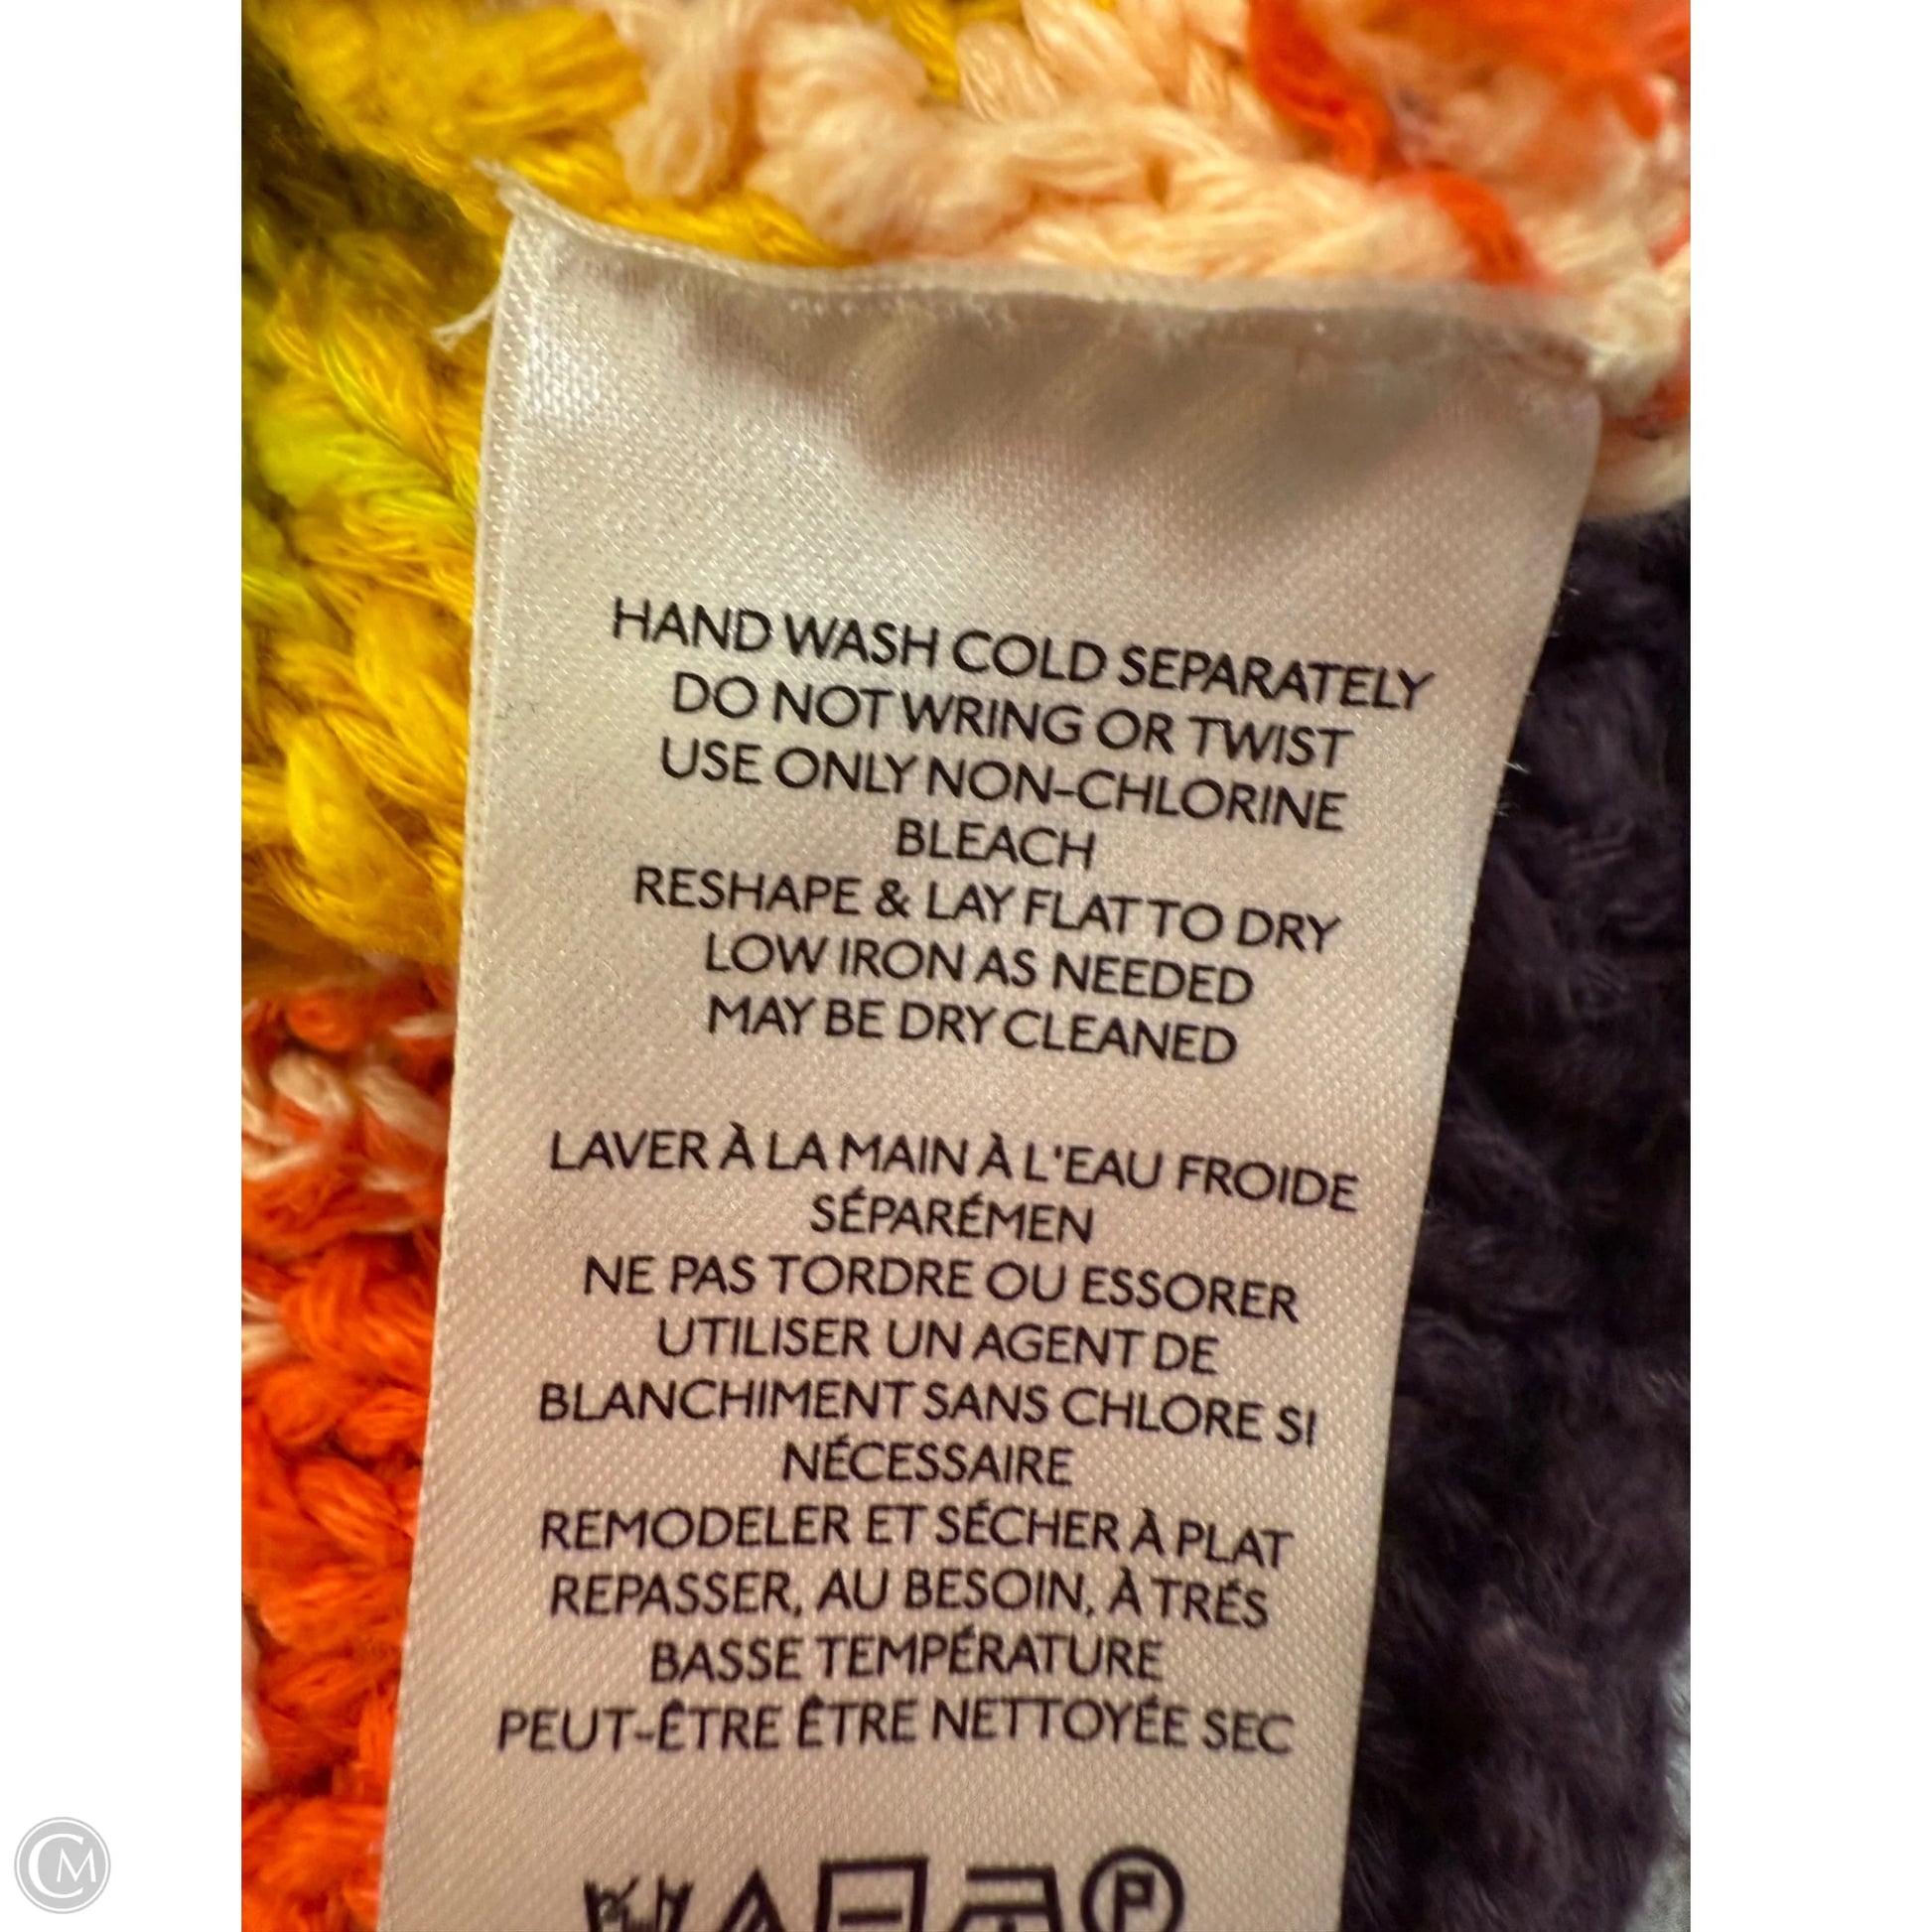 HAND WASH COLD SEPARATELY
DO NOT WRING OR TWIST
USE ONLY NON-CHLORINE
BLEACH
RESHAPE & LAY FLAT TO DRY
LOW IRON AS NEEDED
MAY BE DRY CLEANED
LAVER À LA MAIN À L'EAU FROIDE
SÉPARÉMEN
NE PAS TORDRE OU ESSORER
UTILISER UN AGENT DE
BLANCHIMENT SANS CHLORE SI
NÉCESSAIRE
REMODELER ET SÉCHER À PLAT
REPASSER, AU BESOIN, À TRÉS
BASSE TEMPÉRATURE
PEUT-ÊTRE ÊTRE NETTOYÉE SEC
P
CM